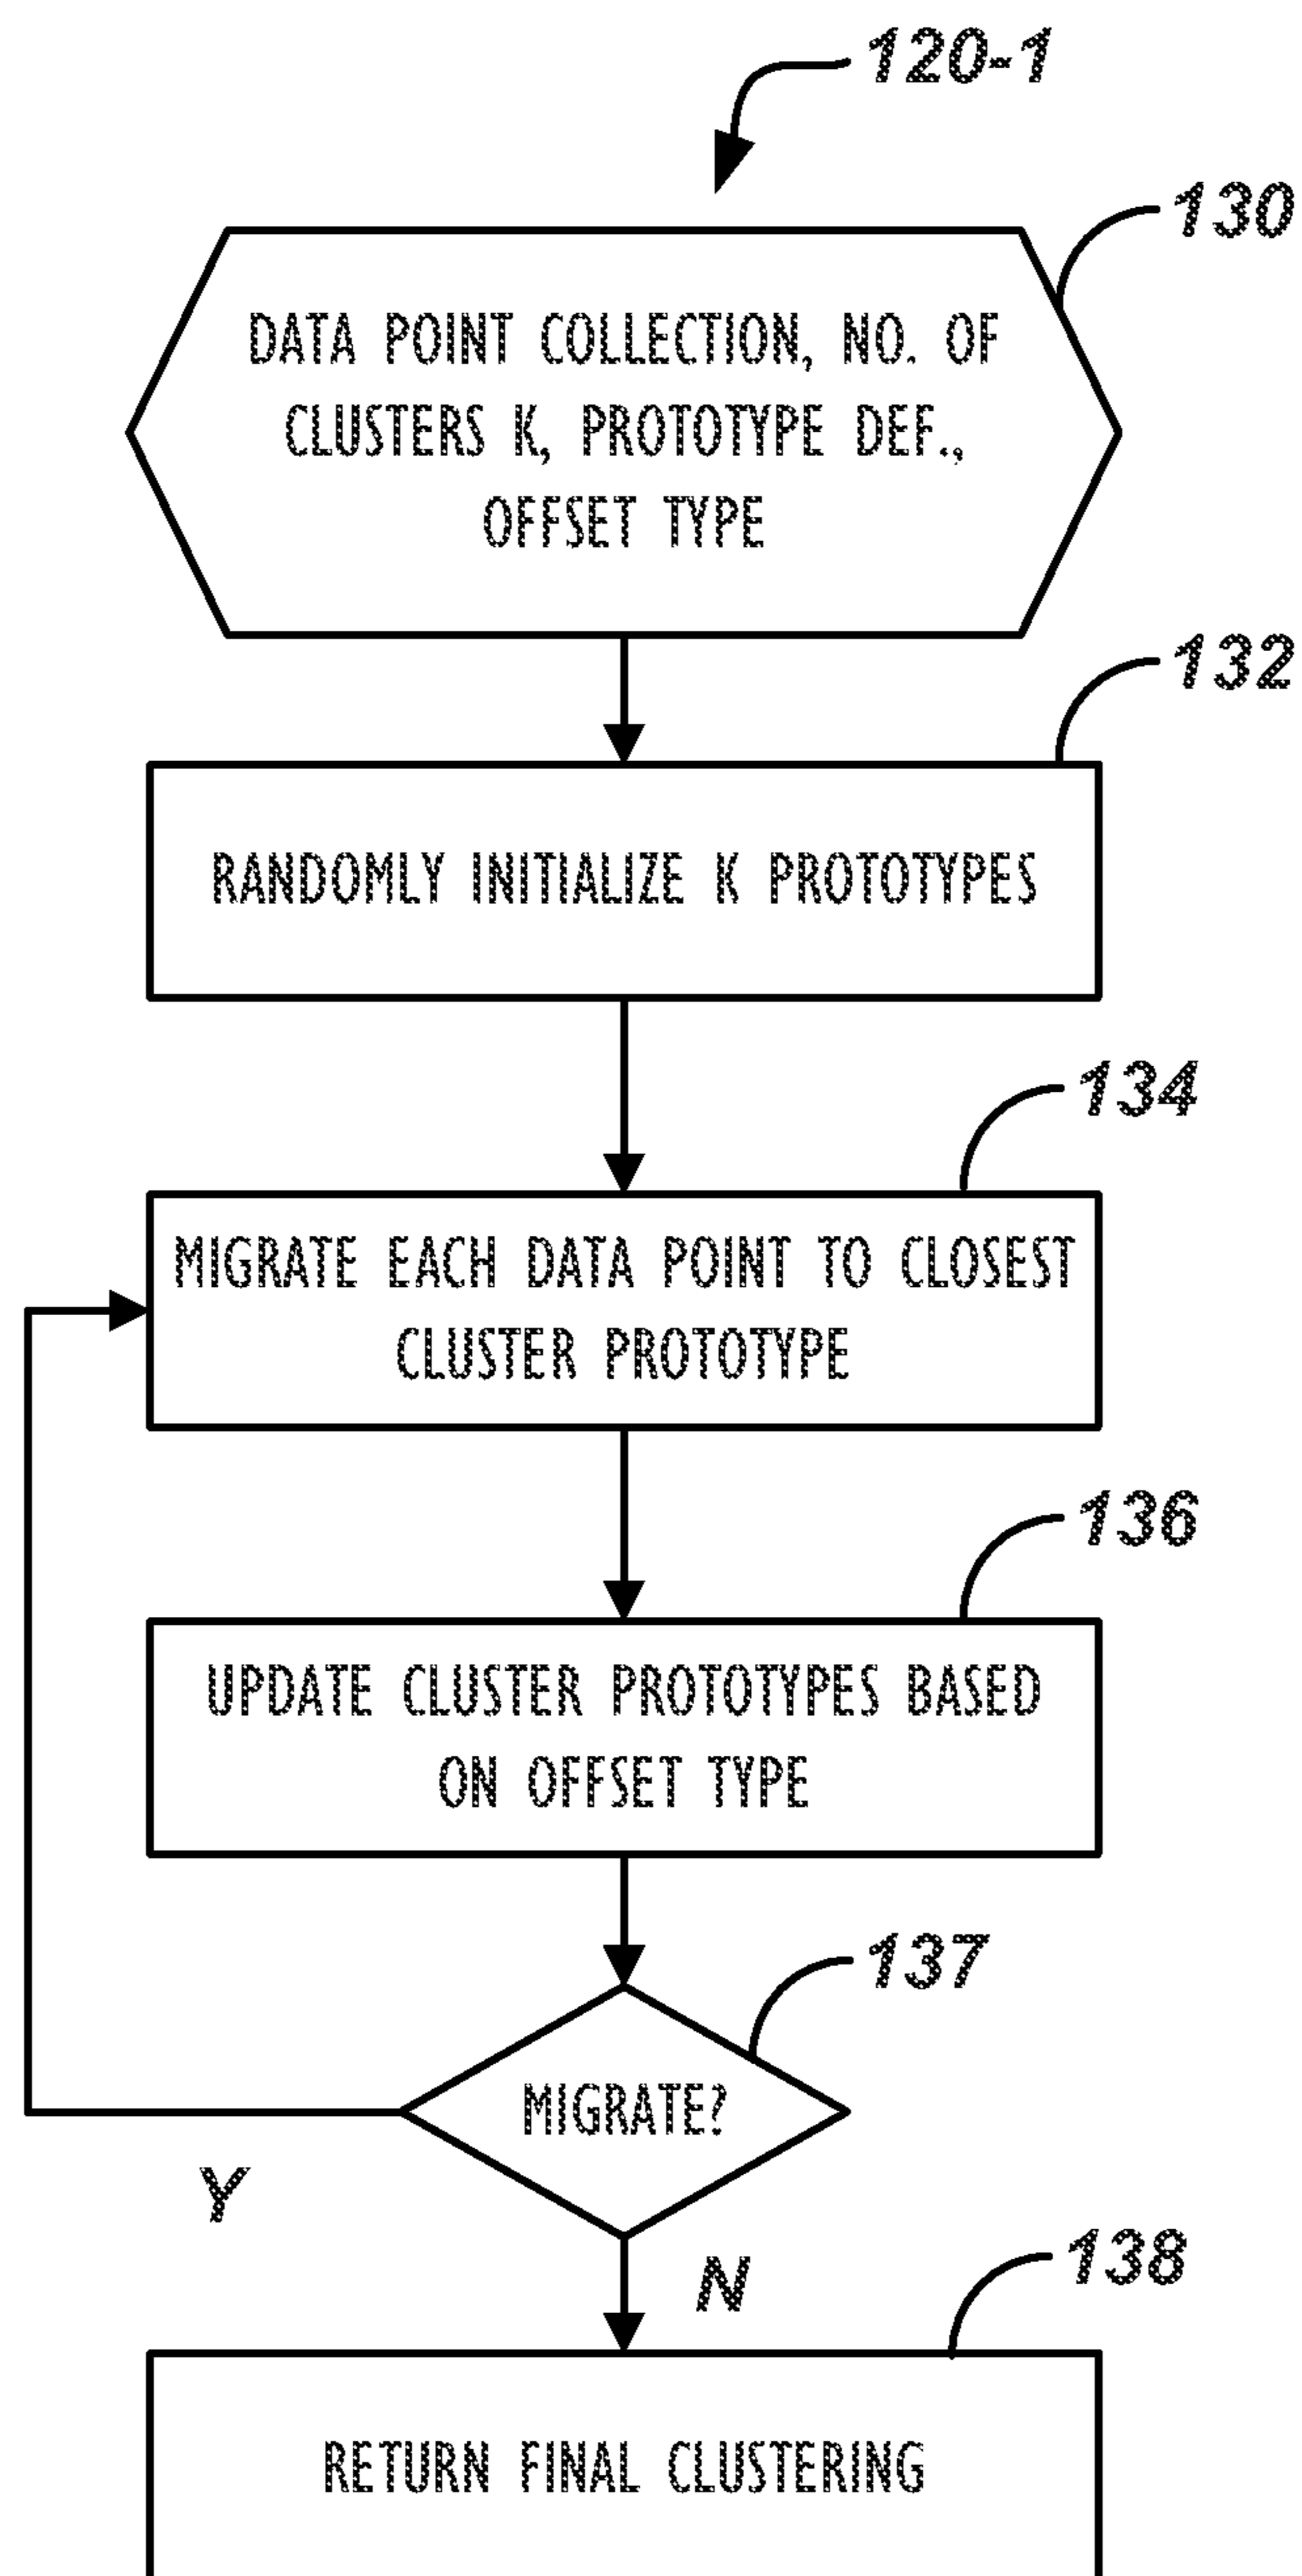 120-1
130
DATA POINT COLLECTION, NO. OF
CLUSTERS K, PROTOTYPE DEF.,
OFFSET TYPE
132
RANDOMLY INITIALIZE K PROTOTYPES
134
MIGRATE EACH DATA POINT TO CLOSEST
CLUSTER PROTOTYPE
136
UPDATE CLUSTER PROTOTYPES BASED
ON OFFSET TYPE
137
MIGRATE?
Y
N
138
RETURN FINAL CLUSTERING